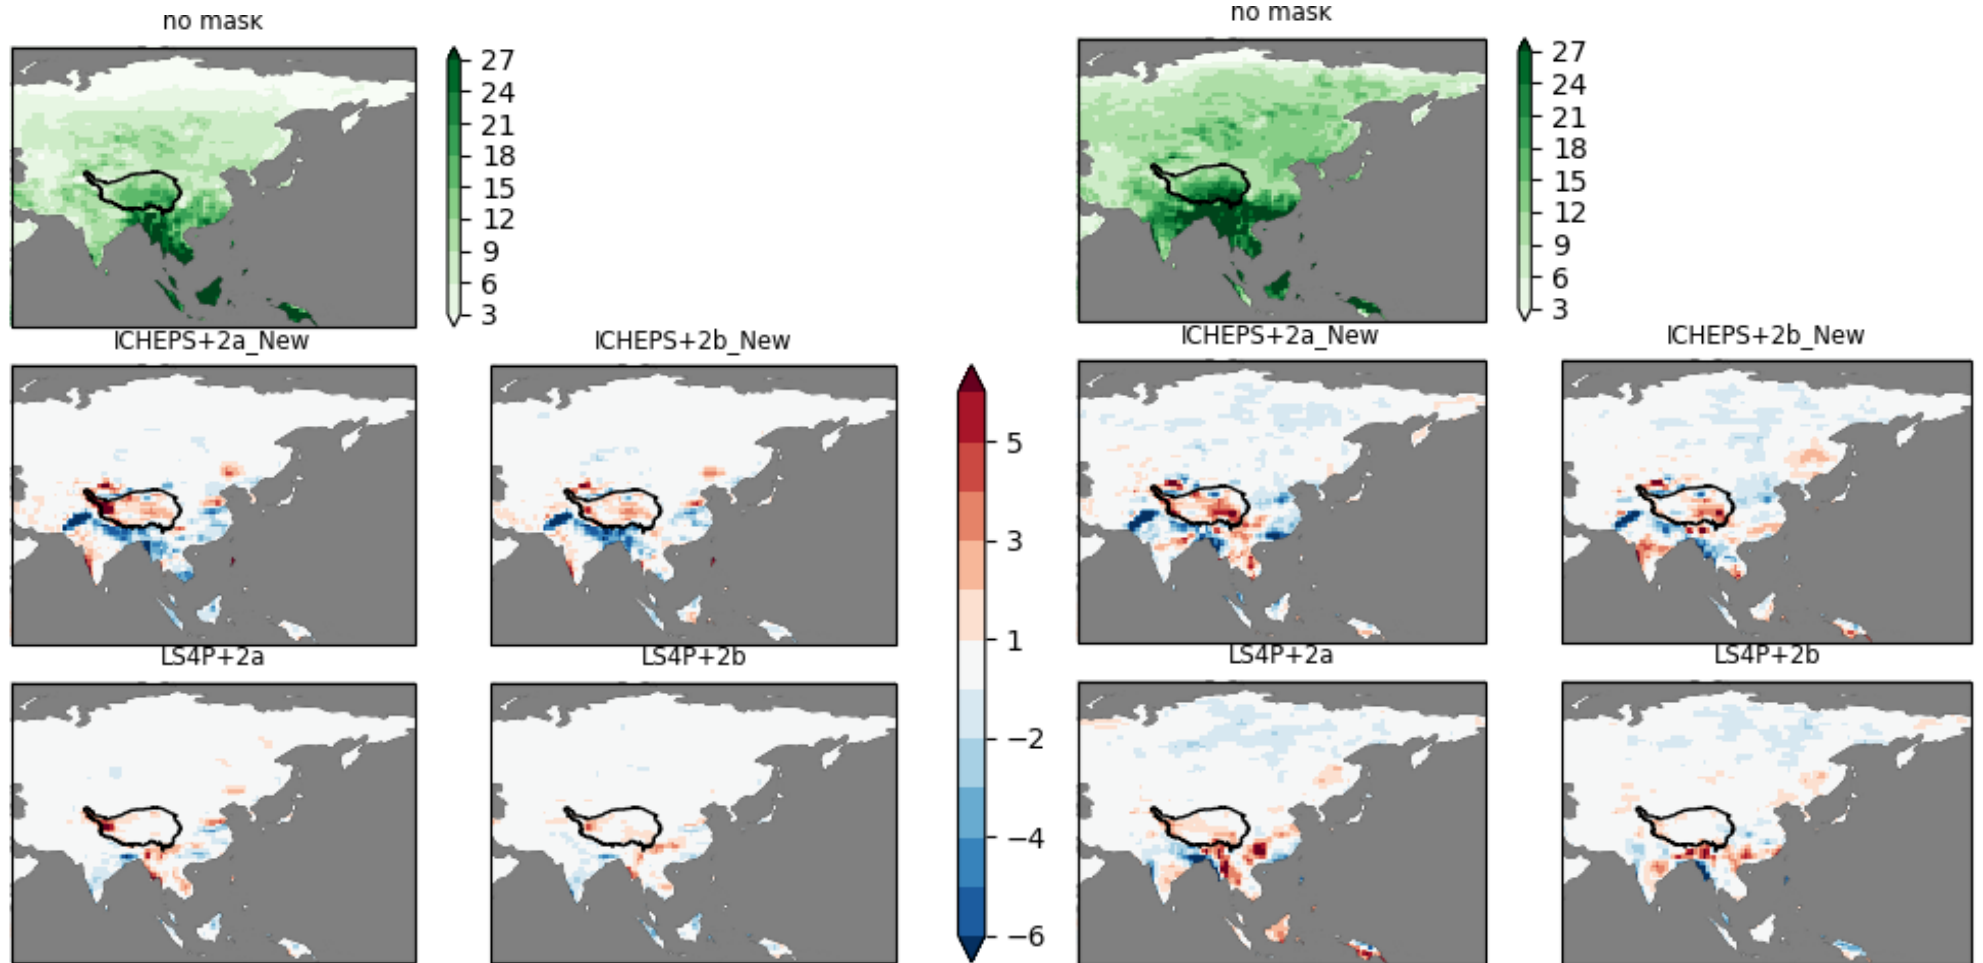 no mask
27
24
21
18
15
12
9
6
3
ICHEPS+2a_New
ICHEPS+2b_New
LS4P+2a
LS4P+2b
5
3
1
−2
−4
−6
no mask
27
24
21
18
15
12
9
6
3
ICHEPS+2a_New
ICHEPS+2b_New
LS4P+2a
LS4P+2b